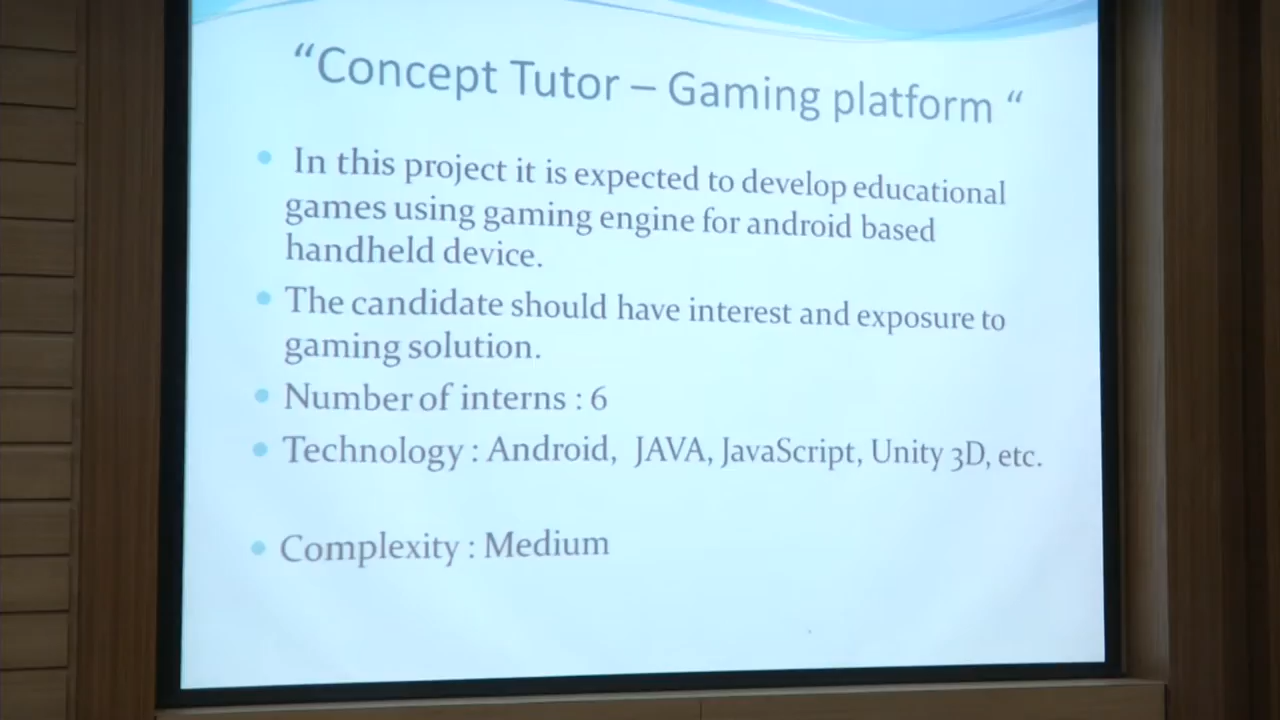 “Concept Tutor – Gaming platform “
In this project it is expected to develop educational
games using gaming engine for android based
handheld device.
The candidate should have interest and exposure to
gaming solution.
Number of interns : 6
Technology : Android, JAVA, JavaScript, Unity 3D, etc.
Complexity : Medium